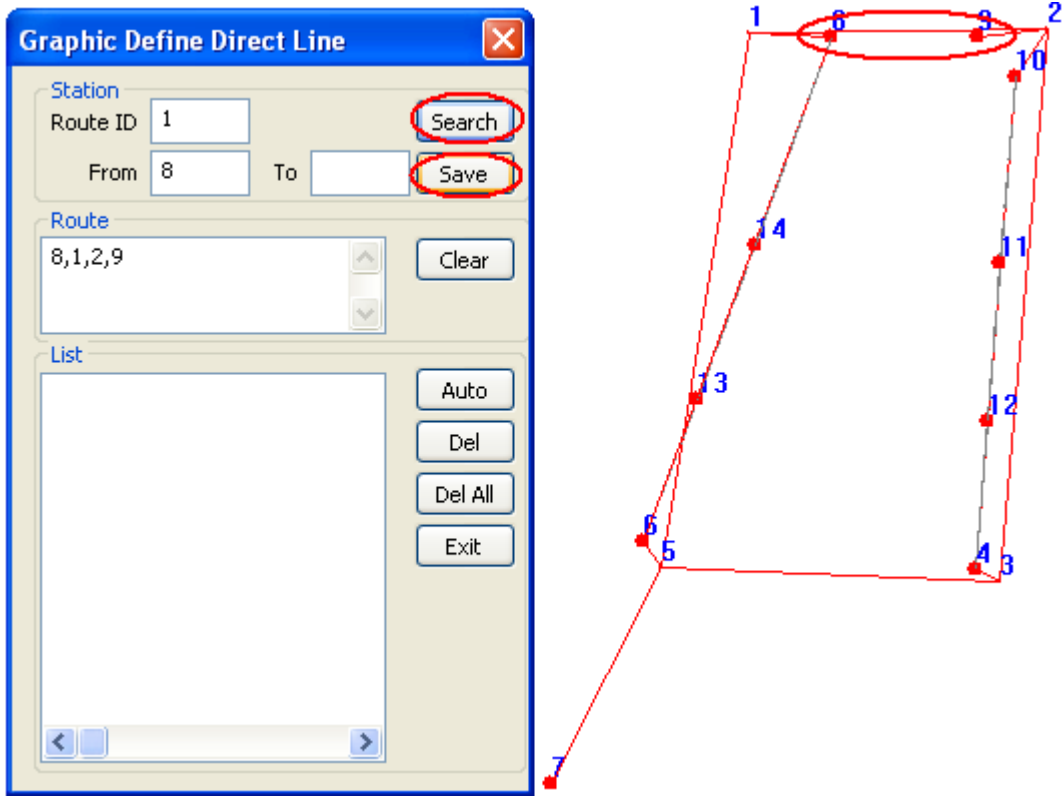 Graphic Define Direct Line
Station
Route ID 1 Search
From 8 To Save
Route
8,1,2,9 Clear
List
Auto
Del
Del All
Exit
1 8 9 2
10
14
11
13
12
6
5 4 3
7